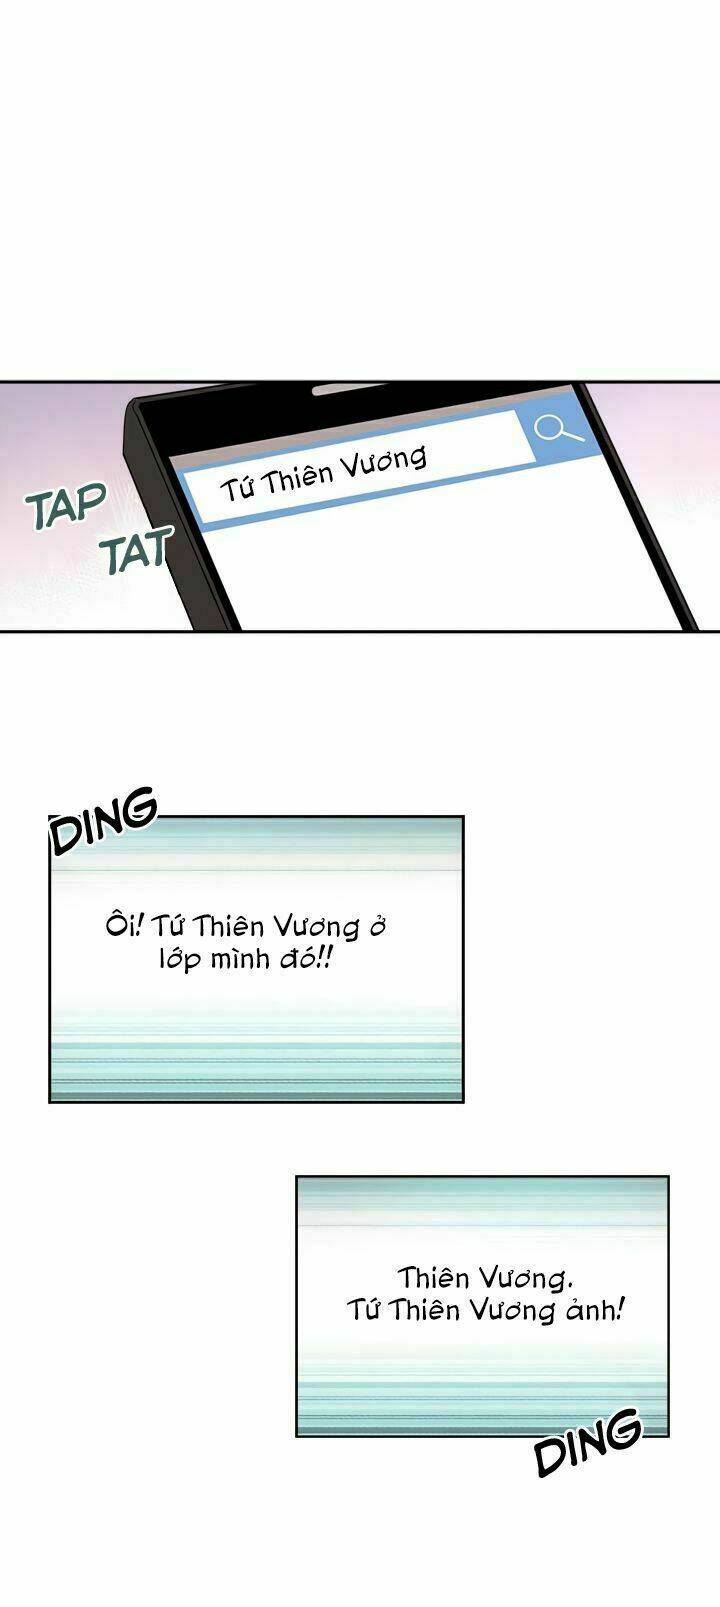 Tứ Thiên Vương
TAP
TAT
DING
Ôi! Tứ Thiên Vương ở
lớp mình đó!!
Thiên Vương.
Tứ Thiên Vương ảnh!
DING